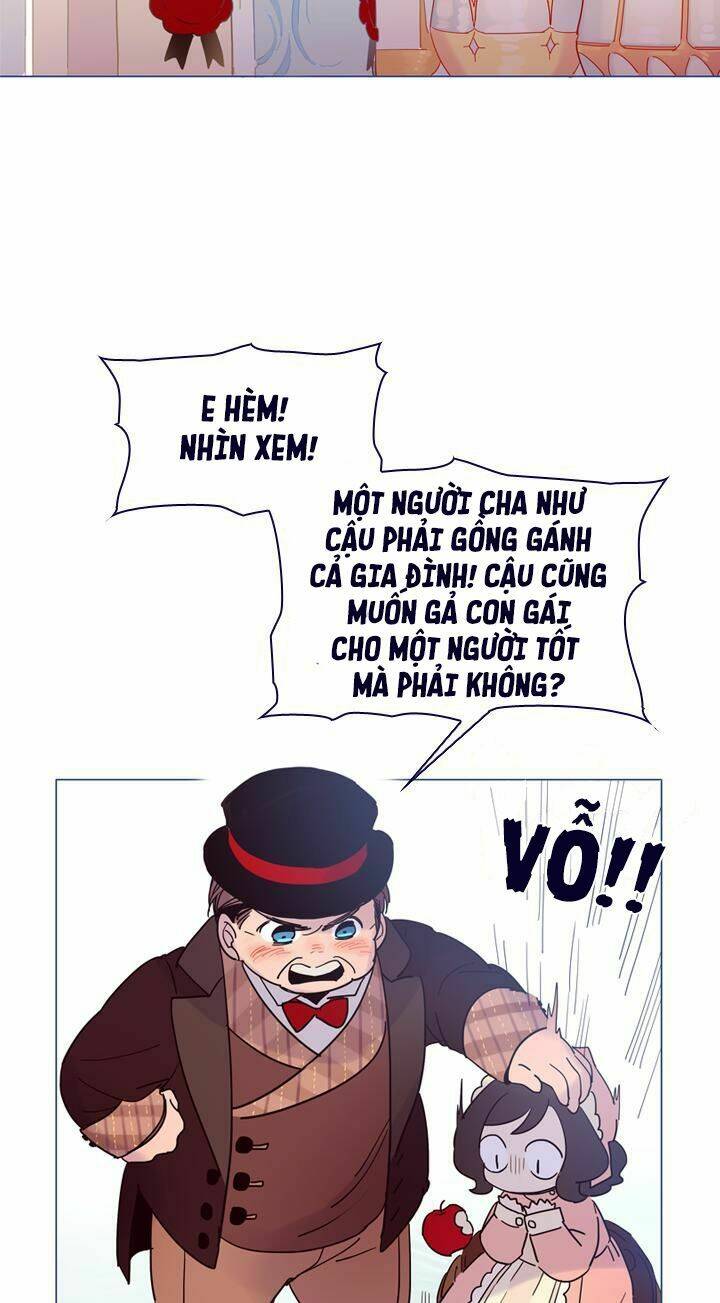 E HÈM!
NHÌN XEM!
MỘT NGƯỜI CHA NHƯ
CẬU PHẢI GỒNG GÁNH
CẢ GIA ĐÌNH! CẬU CŨNG
MUỐN GẢ CON GÁI
CHO MỘT NGƯỜI TỐT
MÀ PHẢI KHÔNG?
VỖ!!